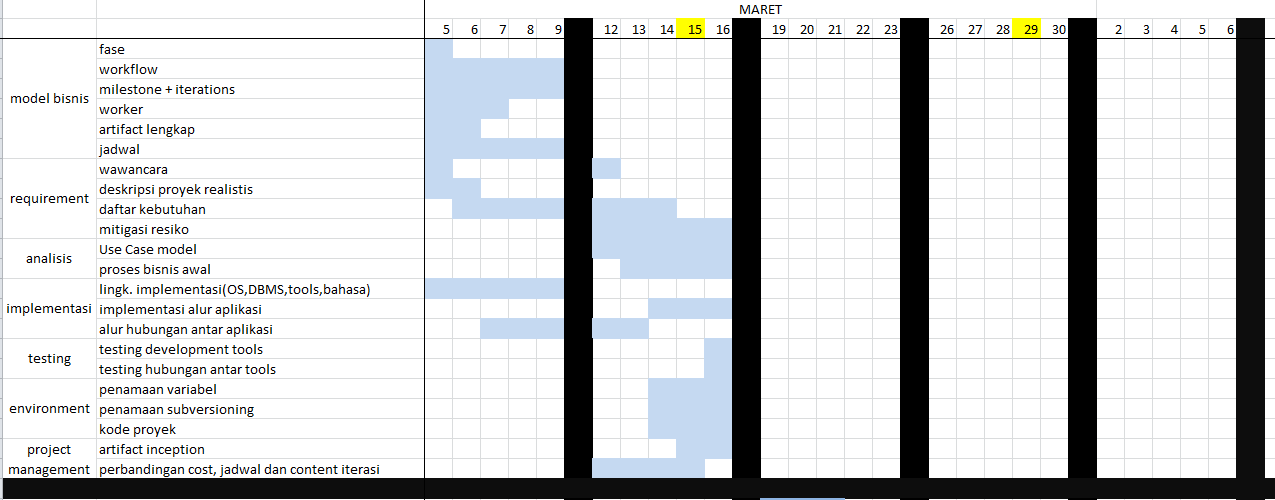 MARET
5 6 7 8 9 12 13 14 15 16 19 20 21 22 23 26 27 28 29 30 2 3 4 5 6
model bisnis
fase
workflow
milestone + iterations
worker
artifact lengkap
jadwal
requirement
wawancara
deskripsi proyek realistis
daftar kebutuhan
mitigasi resiko
analisis
Use Case model
proses bisnis awal
implementasi
lingk. implementasi(OS,DBMS,tools,bahasa)
implementasi alur aplikasi
alur hubungan antar aplikasi
testing
testing development tools
testing hubungan antar tools
environment
penamaan variabel
penamaan subversioning
kode proyek
project
management
artifact inception
perbandingan cost, jadwal dan content iterasi